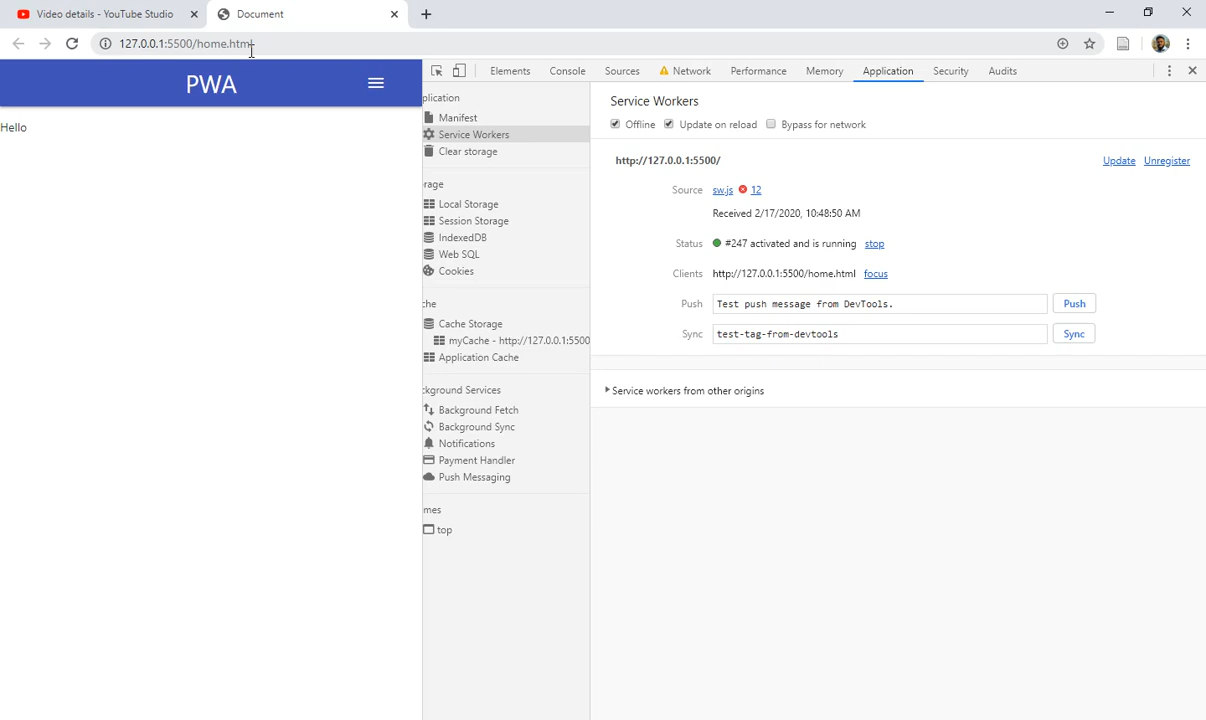 Video details - YouTube Studio
Document
127.0.0.1:5500/home.html
PWA
Hello
Elements
Console
Sources
Network
Performance
Memory
Application
Security
Audits
plication
Manifest
Service Workers
Clear storage
rage
Local Storage
Session Storage
IndexedDB
Web SQL
Cookies
che
Cache Storage
myCache - http://127.0.0.1:5500
Application Cache
ckground Services
Background Fetch
Background Sync
Notifications
Payment Handler
Push Messaging
mes
top
Service Workers
Offline
Update on reload
Bypass for network
http://127.0.0.1:5500/
Update
Unregister
Source
sw.js
12
Received 2/17/2020, 10:48:50 AM
Status
#247 activated and is running
stop
Clients
http://127.0.0.1:5500/home.html
focus
Push
Test push message from DevTools.
Push
Sync
test-tag-from-devtools
Sync
Service workers from other origins